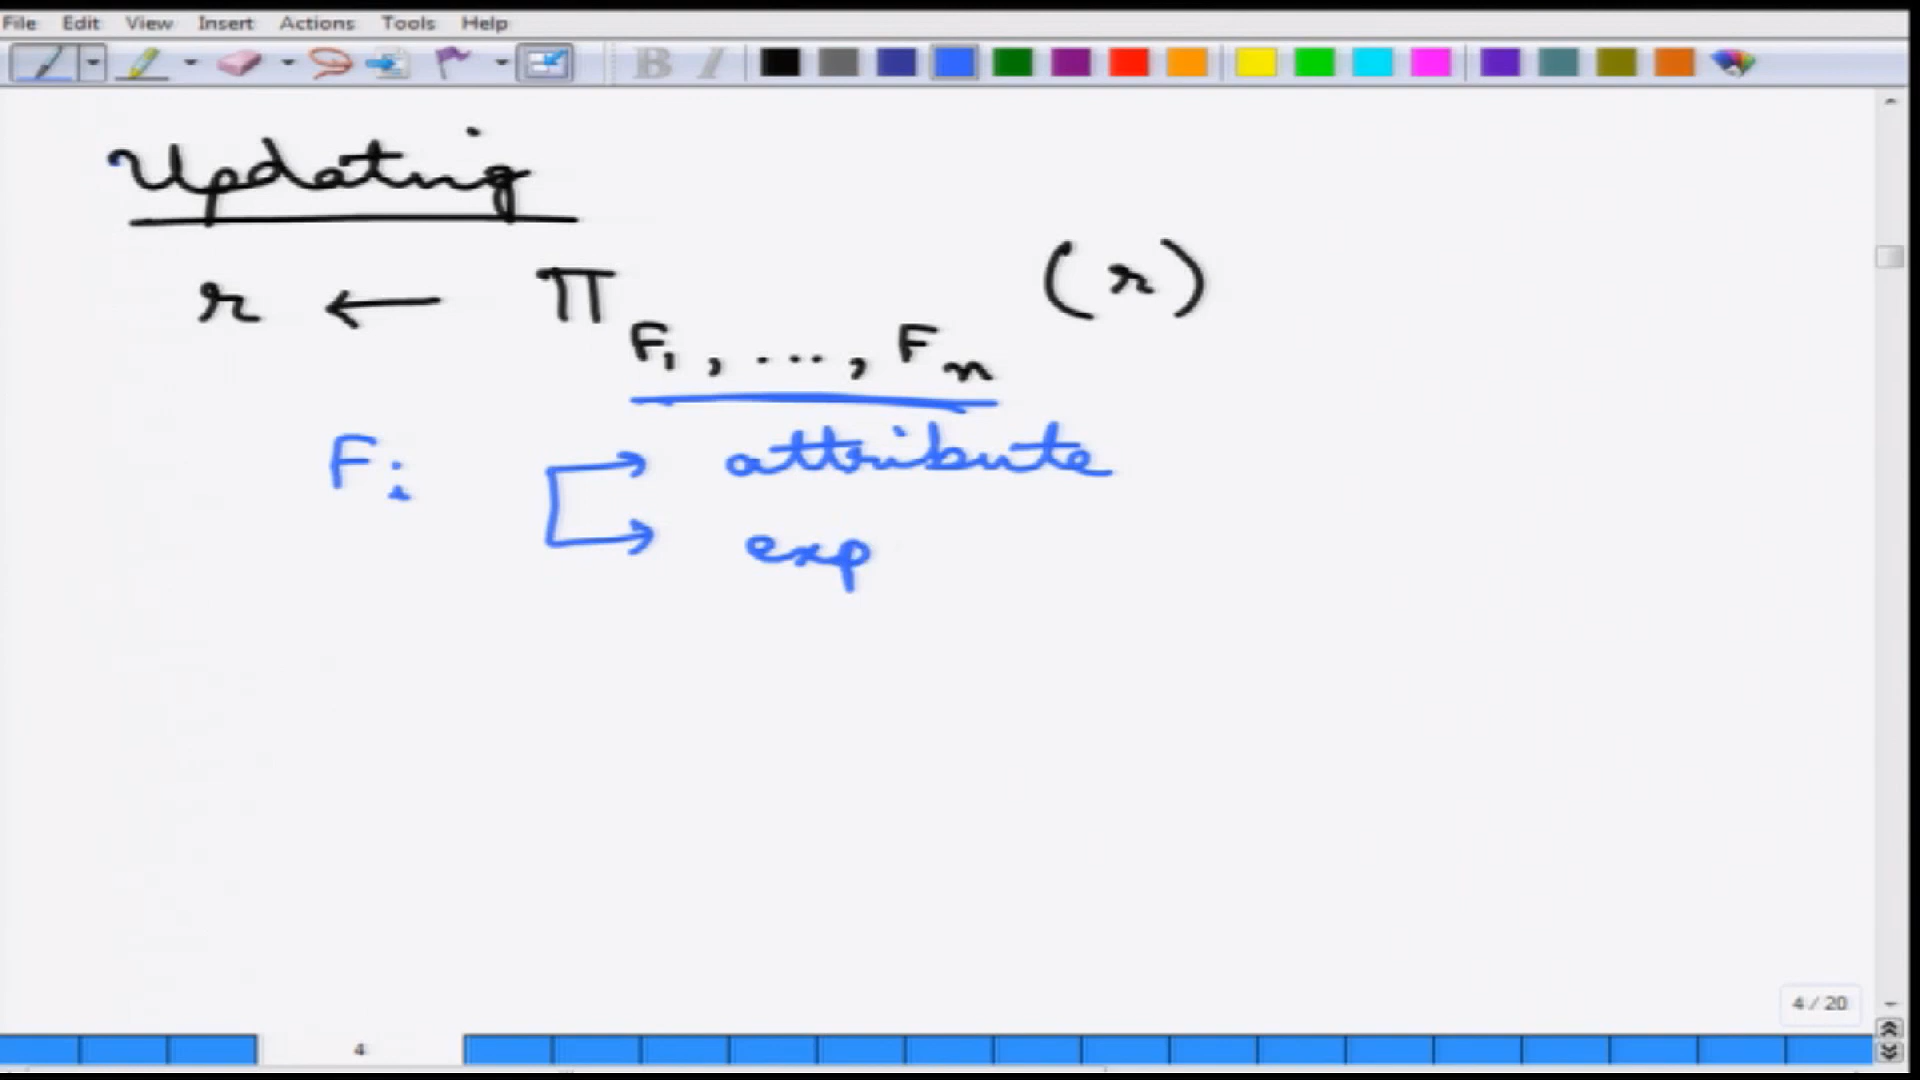 File Edit View Insert Actions Tools Help
B I
Updating
r ← Π F₁, ..., Fₙ (r)
Fᵢ → attribute
→ exp
4 / 20
4